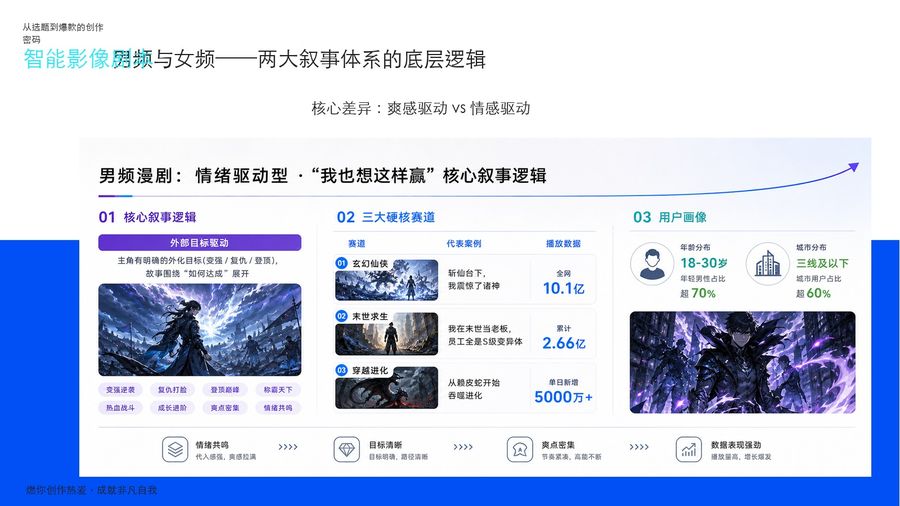 从选题到爆款的创作
密码
智能影像剧本
男频与女频——两大叙事体系的底层逻辑
核心差异：爽感驱动 vs 情感驱动
男频漫剧：情绪驱动型·“我也想这样赢”核心叙事逻辑
01 核心叙事逻辑
外部目标驱动
主角有明确的外化目标(变强 / 复仇 / 登顶),
故事围绕“如何达成”展开
变强逆袭 复仇打脸 登顶巅峰 称霸天下
热血战斗 成长进阶 爽点密集 情绪共鸣
02 三大硬核赛道
赛道 代表案例 播放数据
01 玄幻仙侠
斩仙台下，
我震惊了诸神
全网
10.1亿
02 末世求生
我在末世当老板，
员工全是S级变异体
累计
2.66亿
03 穿越进化
从赖皮蛇开始
吞噬进化
单日新增
5000万+
03 用户画像
年龄分布
18-30岁
年轻男性占比
超 70%
城市分布
三线及以下
城市用户占比
超 60%
情绪共鸣
代入感强，爽感拉满
>>>>
目标清晰
目标明确，路径清晰
>>>>
爽点密集
节奏紧凑，高能不断
>>>>
数据表现强劲
播放量高，增长爆发
燃你创作热爱·成就非凡自我